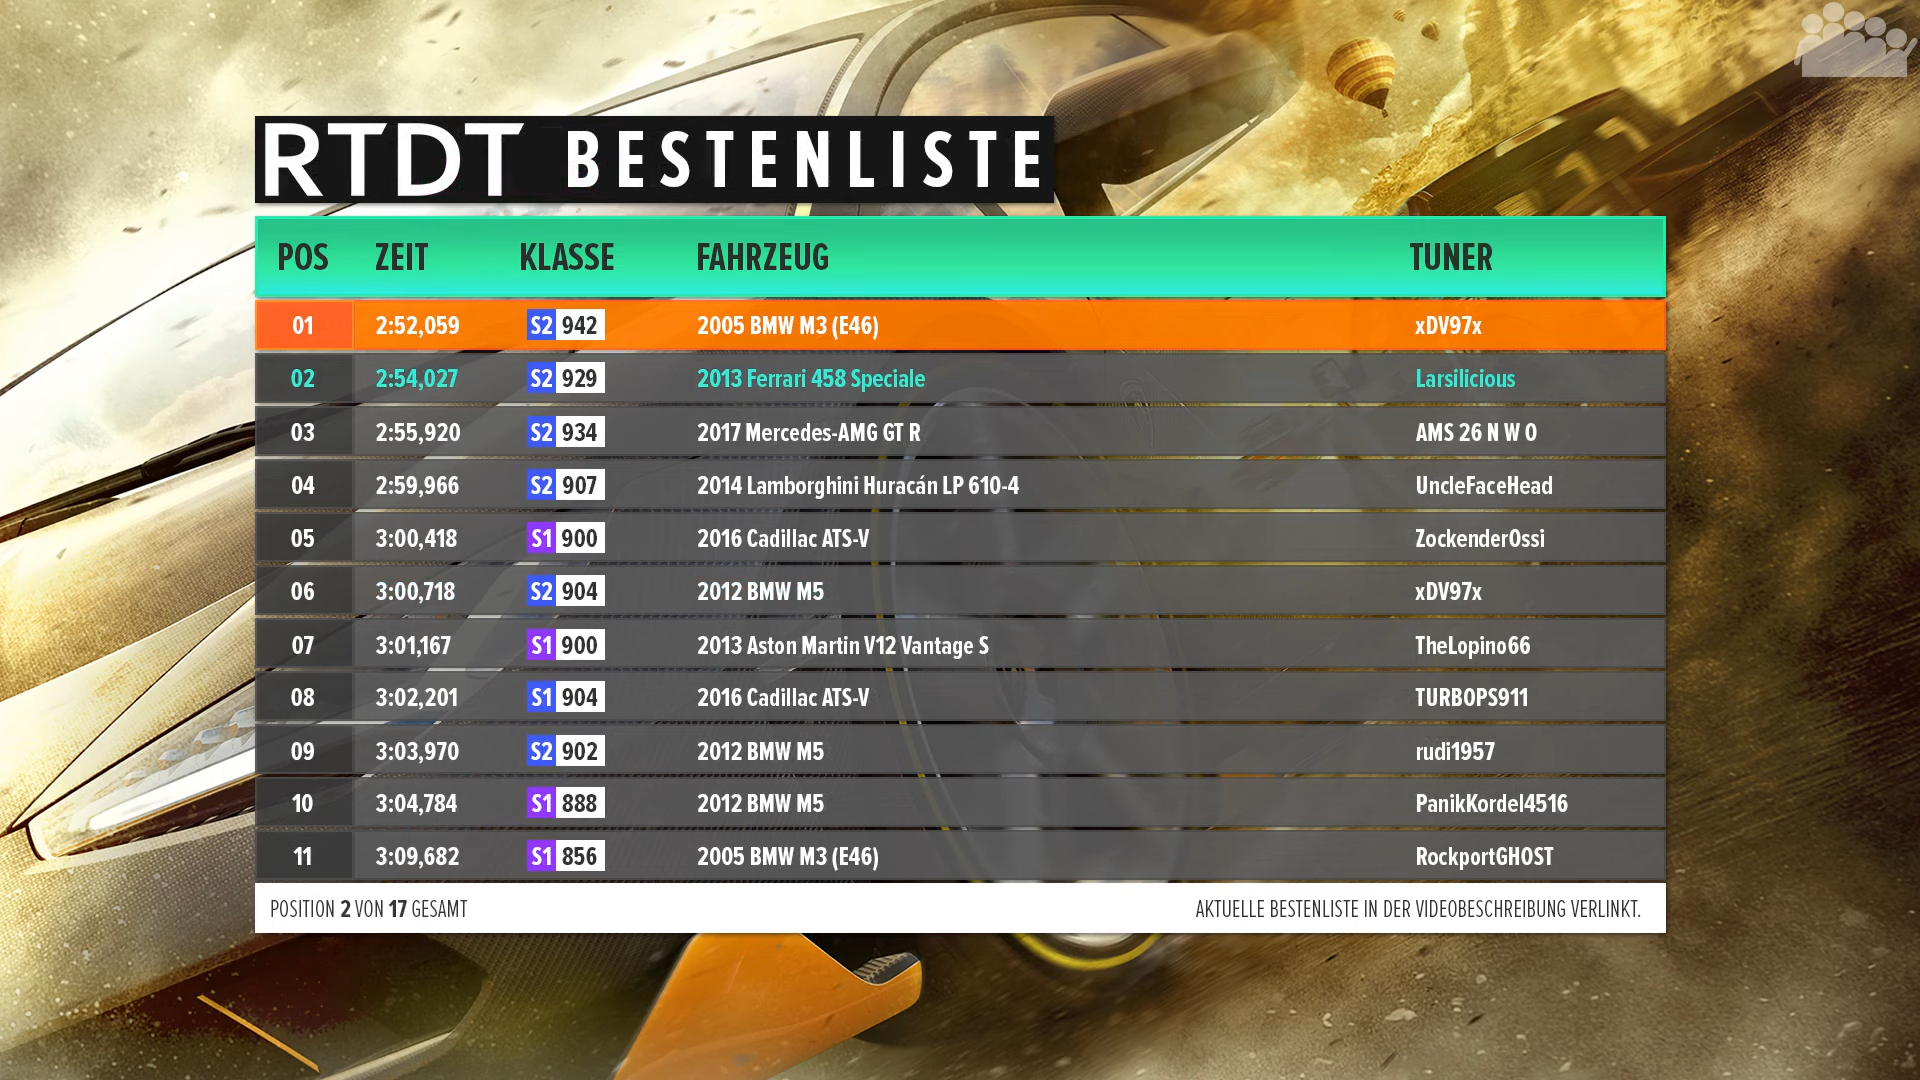 RTDT BESTENLISTE
POS ZEIT KLASSE FAHRZEUG TUNER
01 2:52,059 S2 942 2005 BMW M3 (E46) xDV97x
02 2:54,027 S2 929 2013 Ferrari 458 Speciale Larsilicious
03 2:55,920 S2 934 2017 Mercedes-AMG GT R AMS 26 N W O
04 2:59,966 S2 907 2014 Lamborghini Huracán LP 610-4 UncleFaceHead
05 3:00,418 S1 900 2016 Cadillac ATS-V ZockenderOssi
06 3:00,718 S2 904 2012 BMW M5 xDV97x
07 3:01,167 S1 900 2013 Aston Martin V12 Vantage S TheLopino66
08 3:02,201 S1 904 2016 Cadillac ATS-V TURBOPS911
09 3:03,970 S2 902 2012 BMW M5 rudi1957
10 3:04,784 S1 888 2012 BMW M5 PanikKordel4516
11 3:09,682 S1 856 2005 BMW M3 (E46) RockportGHOST
POSITION 2 VON 17 GESAMT AKTUELLE BESTENLISTE IN DER VIDEOBESCHREIBUNG VERLINKT.